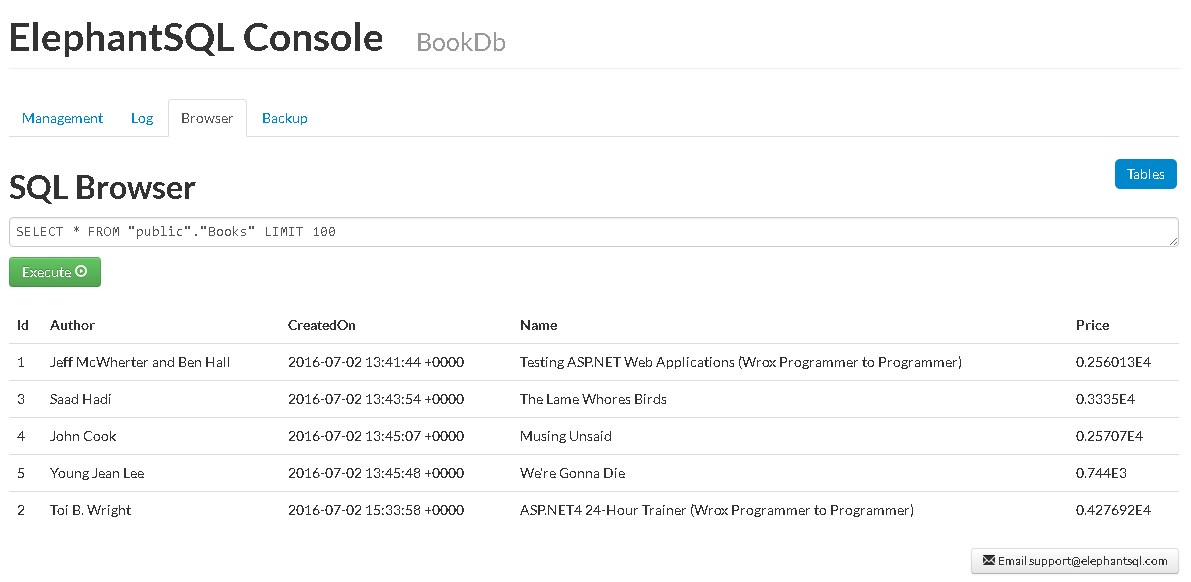 ElephantSQL Console BookDb
Management Log Browser Backup
Tables
SQL Browser
SELECT * FROM "public"."Books" LIMIT 100
Execute
Id Author CreatedOn Name Price
1 Jeff McWherter and Ben Hall 2016-07-02 13:41:44 +0000 Testing ASP.NET Web Applications (Wrox Programmer to Programmer) 0.256013E4
3 Saad Hadi 2016-07-02 13:43:54 +0000 The Lame Whores Birds 0.3335E4
4 John Cook 2016-07-02 13:45:07 +0000 Musing Unsaid 0.25707E4
5 Young Jean Lee 2016-07-02 13:45:48 +0000 We're Gonna Die 0.744E3
2 Toi B. Wright 2016-07-02 15:33:58 +0000 ASP.NET4 24-Hour Trainer (Wrox Programmer to Programmer) 0.427692E4
Email support@elephantsql.com